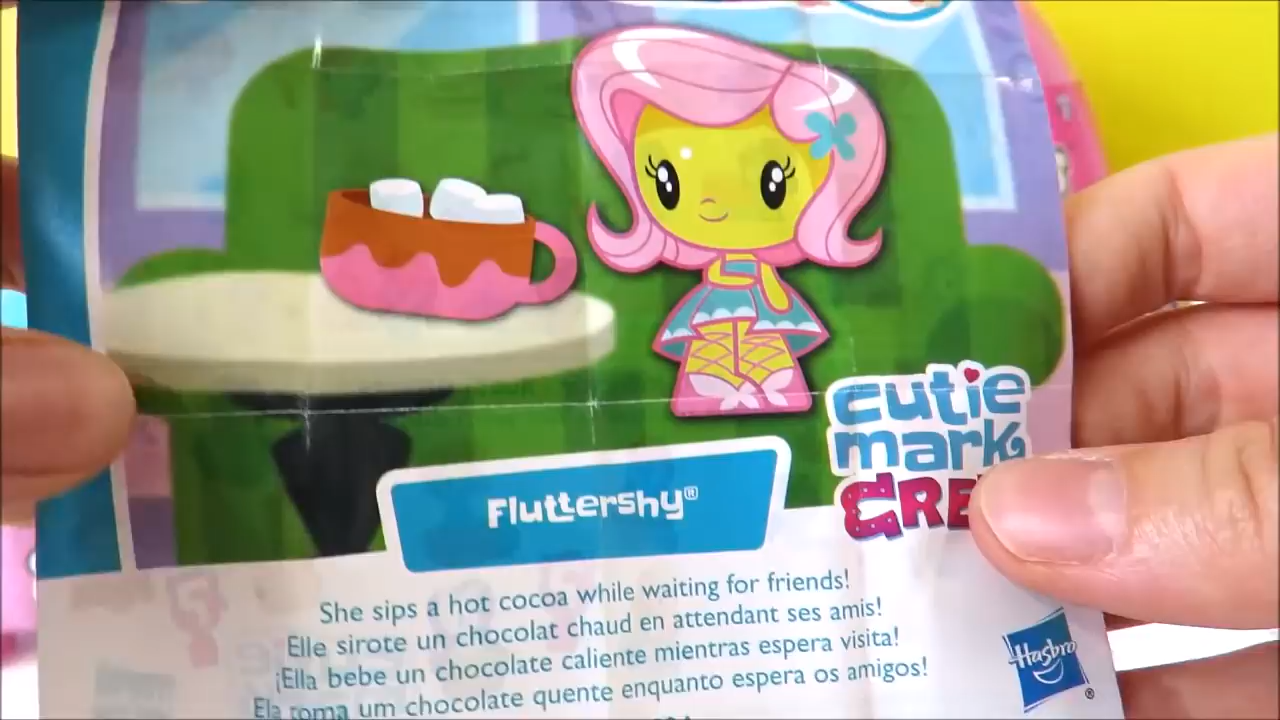 Fluttershy®
cutie
mark
She sips a hot cocoa while waiting for friends!
Elle sirote un chocolat chaud en attendant ses amis!
¡Ella bebe un chocolate caliente mientras espera visita!
Ela toma um chocolate quente enquanto espera os amigos!
Hasbro
®